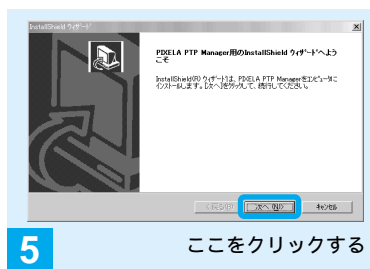 InstallShield ウィザード
PIXELA PTP Manager用のInstallShield ウィザードへよう
こそ
InstallShield(R) ウィザードは、PIXELA PTP Managerをコンピュータに
インストールします。[次へ]をクリックして、続行してください。
< 戻る(B)
次へ(N)>
キャンセル
5
ここをクリックする